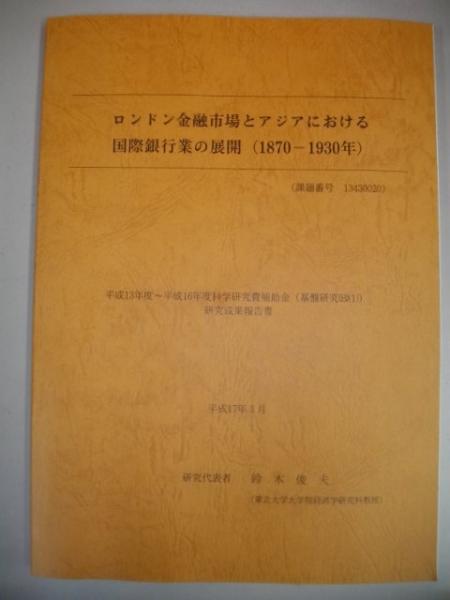 ロンドン金融市場とアジアにおける
国際銀行業の展開（1870－1930年）
（課題番号　13430020）
平成13年度～平成16年度科学研究費補助金（基盤研究(B)(1)）
研究成果報告書
平成17年3月
研究代表者　鈴木俊夫
（東北大学大学院経済学研究科教授）